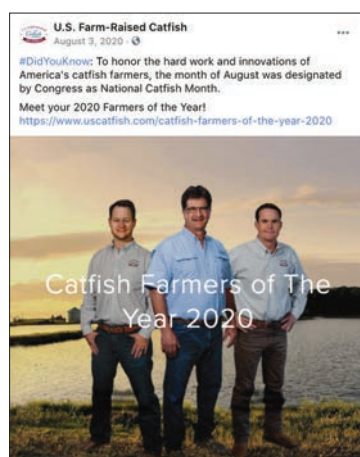 U.S. Farm-Raised Catfish
August 3, 2020
#DidYouKnow: To honor the hard work and innovations of
America's catfish farmers, the month of August was designated
by Congress as National Catfish Month.
Meet your 2020 Farmers of the Year!
https://www.uscatfish.com/catfish-farmers-of-the-year-2020
Catfish Farmers of The
Year 2020